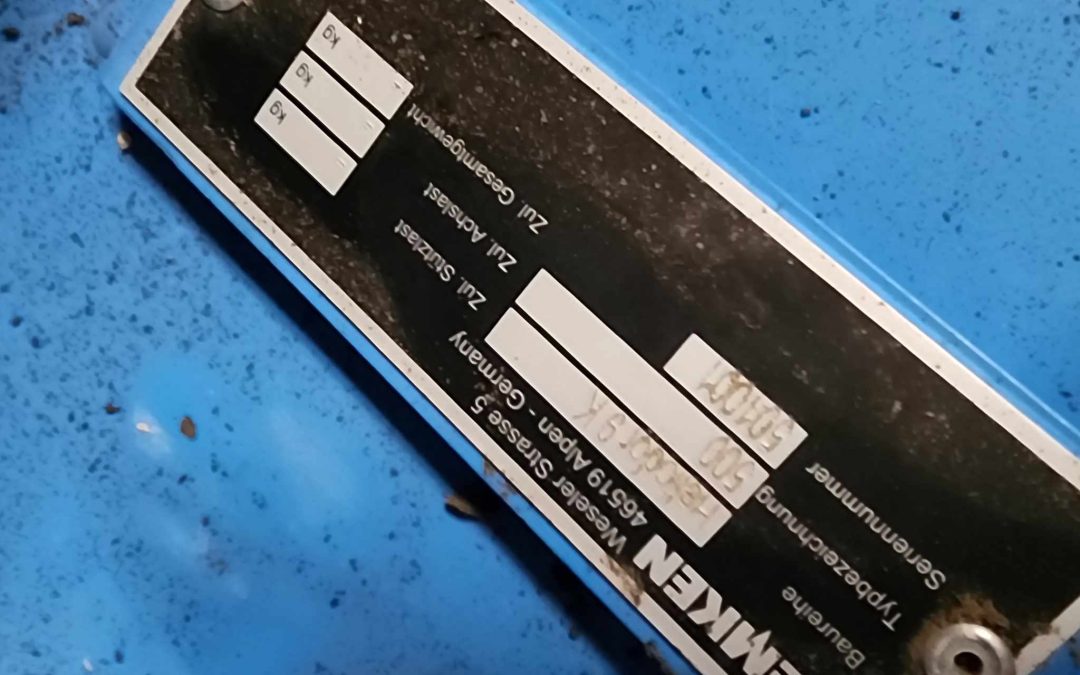 EMKEN
Weseler Strasse 5
46519 Alpen - Germany
Baureihe 9 K
Typbezeichnung 500
Seriennummer
Zul. Stützlast - kg
Zul. Achslast - kg
Zul. Gesamtgewicht - kg